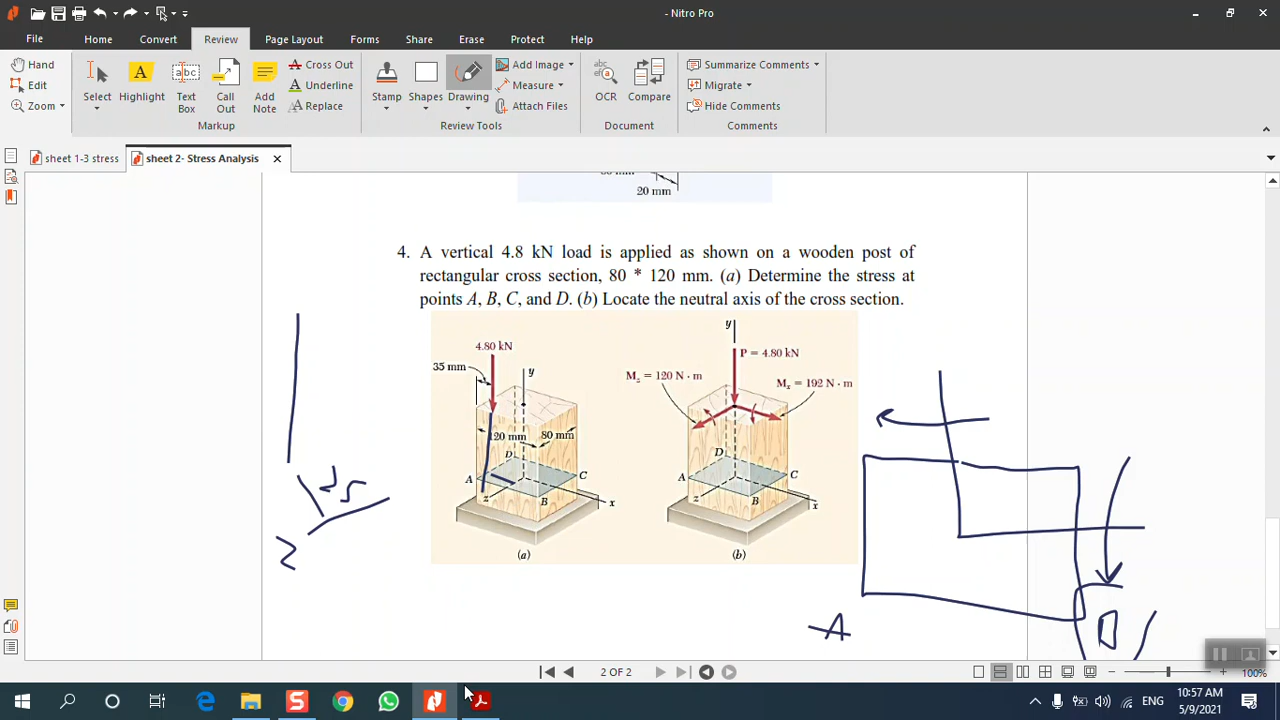 - Nitro Pro
File Home Convert Review Page Layout Forms Share Erase Protect Help
Hand
Edit
Zoom
Select
A
Highlight
abc
Text
Box
Call
Out
Add
Note
Cross Out
Underline
Replace
Markup
Stamp
Shapes
Drawing
Add Image
Measure
Attach Files
Review Tools
abc
a
OCR
Compare
Document
Summarize Comments
Migrate
Hide Comments
Comments
sheet 1-3 stress
sheet 2- Stress Analysis
20 mm
4. A vertical 4.8 kN load is applied as shown on a wooden post of
rectangular cross section, 80 * 120 mm. (a) Determine the stress at
points A, B, C, and D. (b) Locate the neutral axis of the cross section.
4.80 kN
35 mm
y
120 mm
80 mm
D
A
C
z
B
x
(a)
y
P = 4.80 kN
Mz = 120 N · m
Mx = 192 N · m
D
A
C
z
B
x
(b)
Z
A
2 OF 2
100%
ENG
10:57 AM
5/9/2021